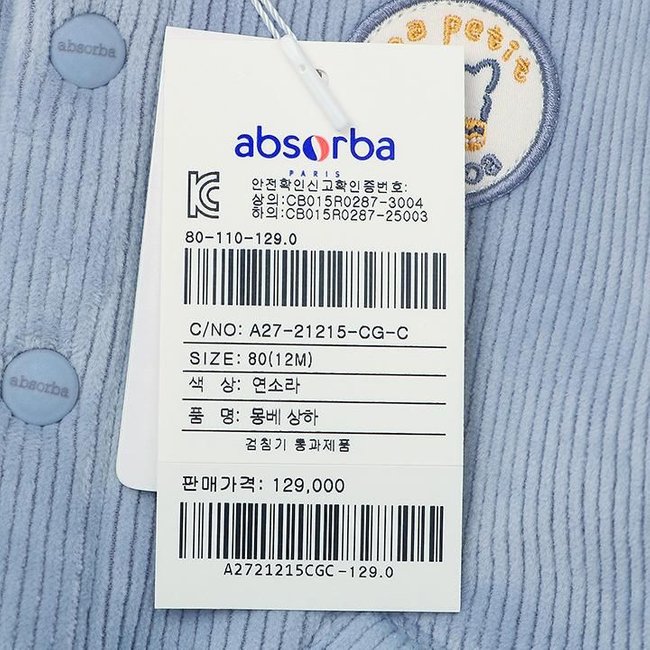 absorba
a petit
absorba
PARIS
안전확인신고확인증번호:
상의:CB015R0287-3004
하의:CB015R0287-25003
80-110-129.0
C/NO: A27-21215-CG-C
SIZE: 80(12M)
absorba
색 상: 연소라
품 명: 몽베 상하
검침기 통과제품
판매가격: 129,000
A2721215CGC-129.0